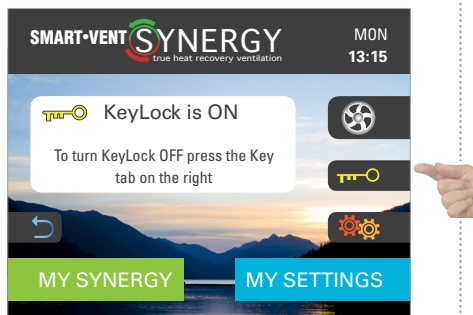 SMART•VENT SYNERGY
true heat recovery ventilation
MON
13:15
KeyLock is ON
To turn KeyLock OFF press the Key
tab on the right
MY SYNERGY
MY SETTINGS